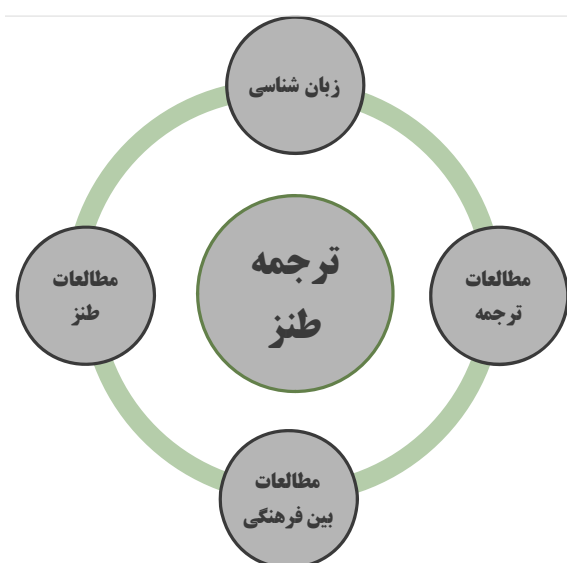 زبان شناسی
ترجمه
طنز
مطالعات
ترجمه
مطالعات
طنز
مطالعات
بین فرهنگی